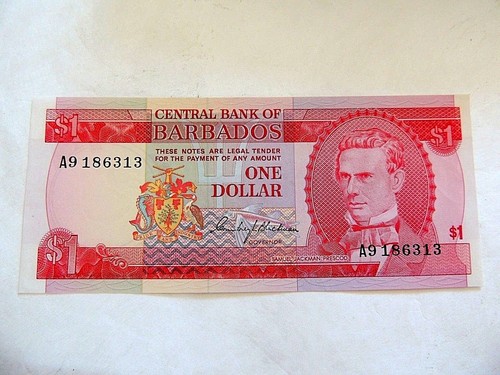 CENTRAL BANK OF
BARBADOS
$1
$1
THESE NOTES ARE LEGAL TENDER
FOR THE PAYMENT OF ANY AMOUNT
A9 186313
ONE
DOLLAR
$1
GOVERNOR
$1
A9 186313
SAMUEL JACKMAN PRESCOD